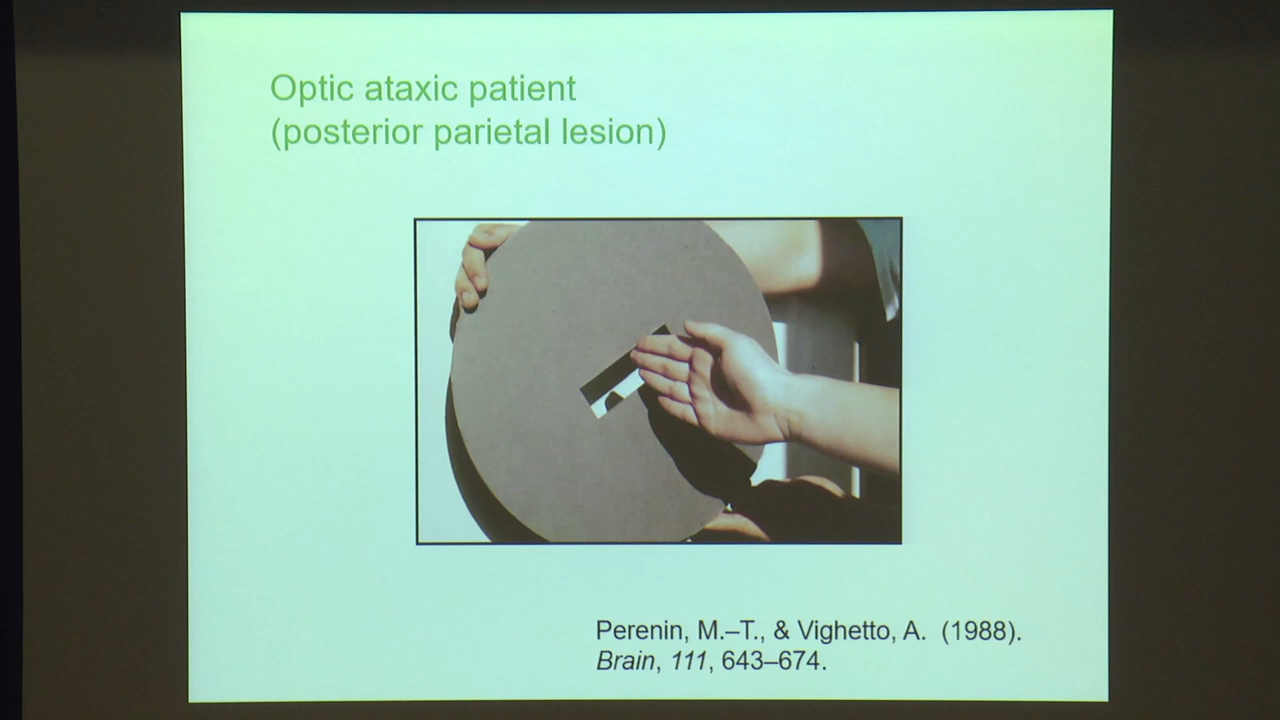 Optic ataxic patient
(posterior parietal lesion)
Perenin, M.–T., & Vighetto, A. (1988).
Brain, 111, 643–674.